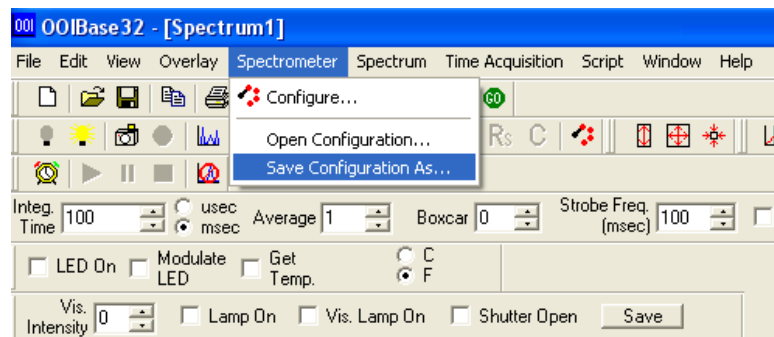 OOI OOIBase32 - [Spectrum1]
File Edit View Overlay Spectrometer Spectrum Time Acquisition Script Window Help
Configure...
GO
Open Configuration...
Rs C
Save Configuration As...
Integ. Time 100 usec msec Average 1 Boxcar 0 Strobe Freq. (msec) 100
LED On Modulate LED Get Temp. C F
Vis. Intensity 0 Lamp On Vis. Lamp On Shutter Open Save